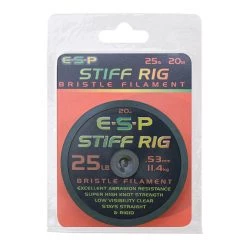 E-S-P 25lb 20m
STIFF RIG
BRISTLE FILAMENT
20m
E-S-P
STIFF RIG
25LB .53mm
11.4kg
BRISTLE FILAMENT
EXCELLENT ABRASION RESISTANCE
SUPER HIGH KNOT STRENGTH
LOW VISIBILITY CLEAR
STAYS STRAIGHT
& RIGID